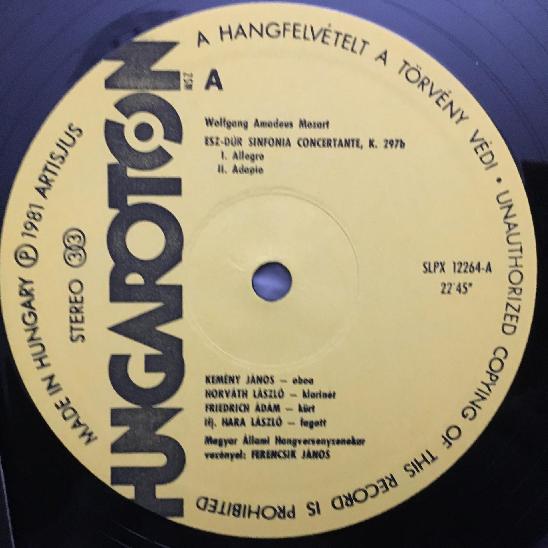 A HANGFELVÉTELT A TÖRVÉNY VÉDI • UNAUTHORIZED COPYING OF THIS RECORD IS PROHIBITED
MADE IN HUNGARY Ⓟ 1981 ARTISJUS
STEREO 33
HUNGAROTON
NSZ
A
Wolfgang Amadeus Mozart
ESZ-DÚR SINFONIA CONCERTANTE, K. 297b
I. Allegro
II. Adagio
SLPX 12264-A
22'45"
KEMÉNY JÁNOS — oboa
HORVÁTH LÁSZLÓ — klarinét
FRIEDRICH ÁDÁM — kürt
Ifj. HARA LÁSZLÓ — fagott
Magyar Állami Hangversenyzenekar
vezényel: FERENCSIK JÁNOS